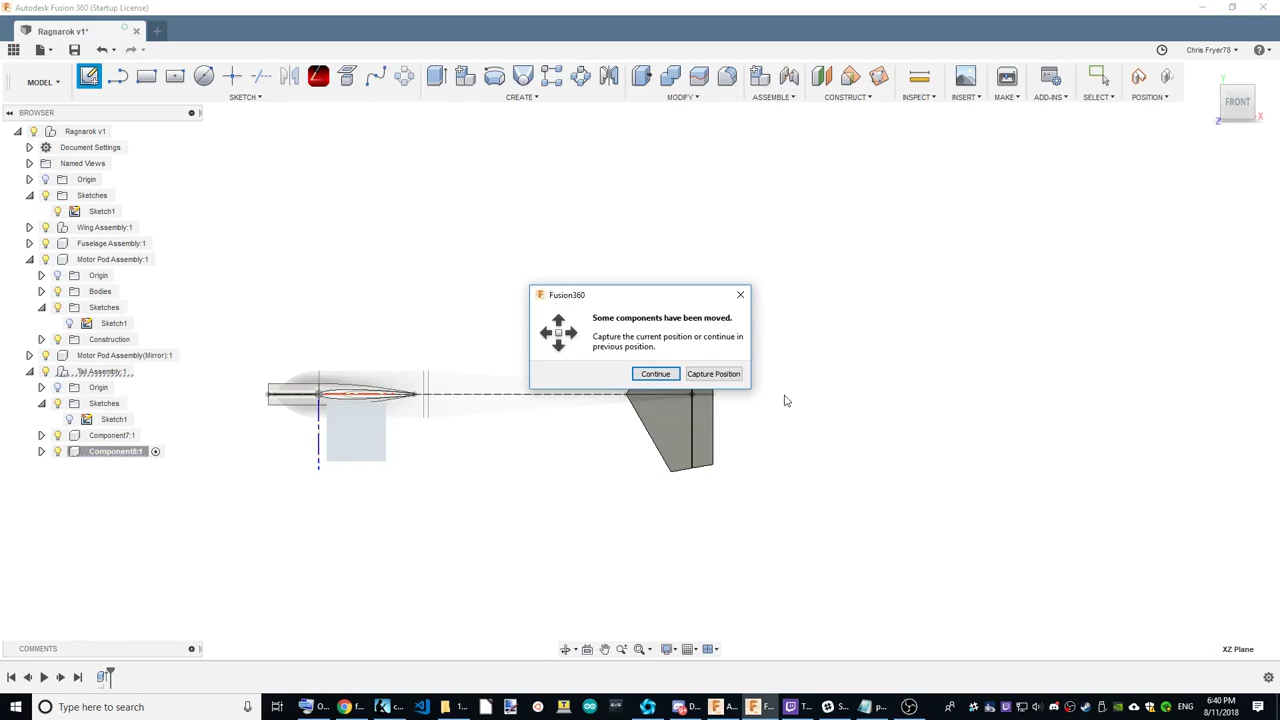 Autodesk Fusion 360 (Startup License)
Ragnarok v1*
Chris Fryer78
MODEL
SKETCH
CREATE
MODIFY
ASSEMBLE
CONSTRUCT
INSPECT
INSERT
MAKE
ADD-INS
SELECT
POSITION
BROWSER
Y
FRONT
Z
X
Ragnarok v1
Document Settings
Named Views
Origin
Sketches
Sketch1
Wing Assembly:1
Fuselage Assembly:1
Motor Pod Assembly:1
Origin
Bodies
Sketches
Sketch1
Construction
Motor Pod Assembly(Mirror):1
Tail Assembly:1
Origin
Sketches
Sketch1
Component7:1
Component8:1
Fusion360
Some components have been moved.
Capture the current position or continue in
previous position.
Continue
Capture Position
COMMENTS
XZ Plane
Type here to search
O...
f...
c...
1...
D...
A...
F...
T...
S...
p...
ENG
6:40 PM
8/11/2018